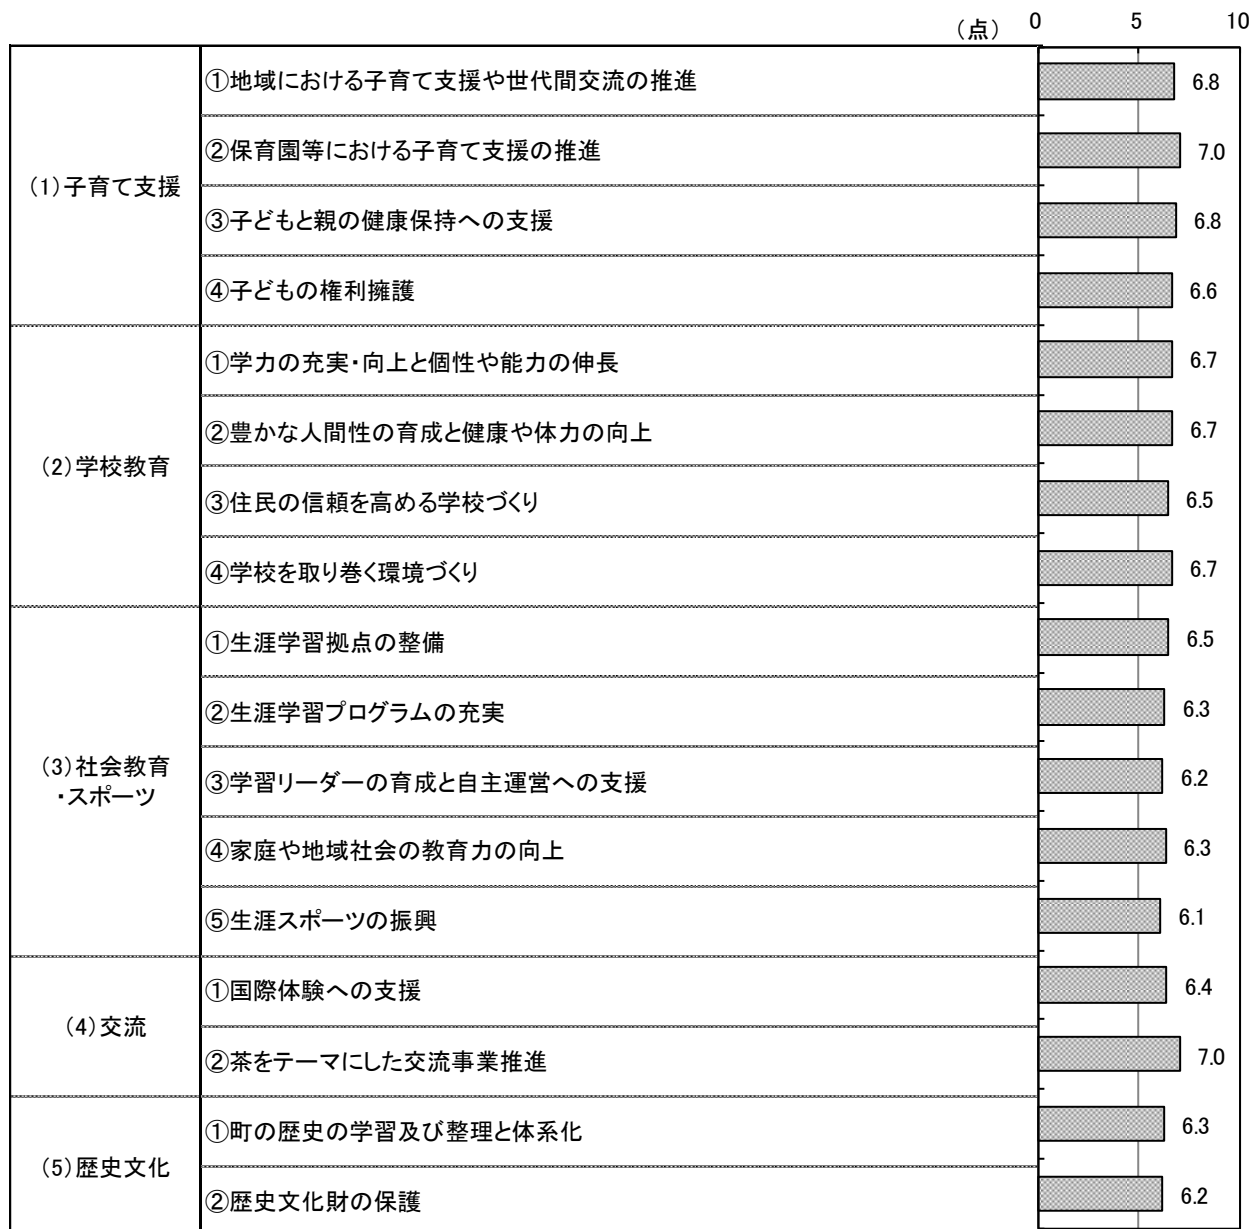 （点） 0 5 10
（1）子育て支援
①地域における子育て支援や世代間交流の推進 6.8
②保育園等における子育て支援の推進 7.0
③子どもと親の健康保持への支援 6.8
④子どもの権利擁護 6.6
（2）学校教育
①学力の充実・向上と個性や能力の伸長 6.7
②豊かな人間性の育成と健康や体力の向上 6.7
③住民の信頼を高める学校づくり 6.5
④学校を取り巻く環境づくり 6.7
（3）社会教育
・スポーツ
①生涯学習拠点の整備 6.5
②生涯学習プログラムの充実 6.3
③学習リーダーの育成と自主運営への支援 6.2
④家庭や地域社会の教育力の向上 6.3
⑤生涯スポーツの振興 6.1
（4）交流
①国際体験への支援 6.4
②茶をテーマにした交流事業推進 7.0
（5）歴史文化
①町の歴史の学習及び整理と体系化 6.3
②歴史文化財の保護 6.2